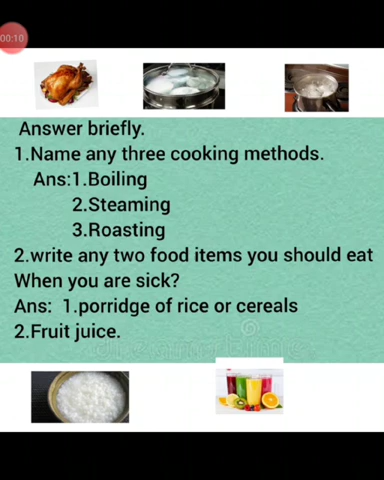 00:10
Answer briefly.
1.Name any three cooking methods.
Ans:1.Boiling
2.Steaming
3.Roasting
2.write any two food items you should eat
When you are sick?
Ans: 1.porridge of rice or cereals
2.Fruit juice.
dreamstime